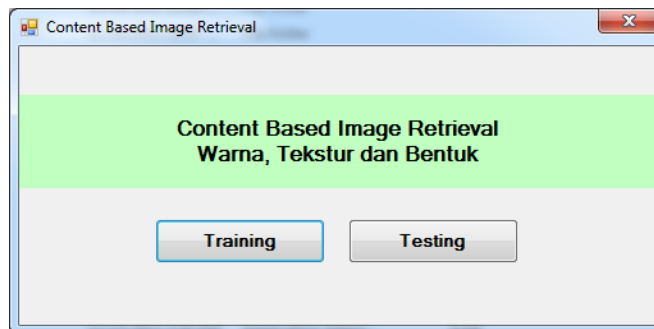 Content Based Image Retrieval
Content Based Image Retrieval
Warna, Tekstur dan Bentuk
Training Testing